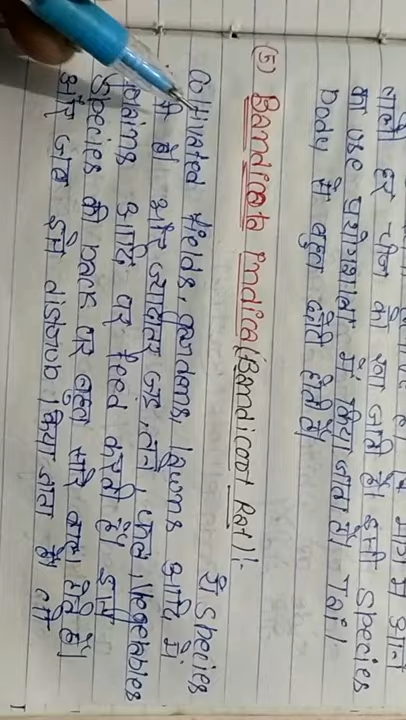 खाती हर चीज को खा जाती है। इनकी species
का use प्रयोगशाला में किया जाता है। Tail,
body से बहुत छोटी होती है।
(5) Bandicota indica (Bandicoot Rat):-
ये species
Cultivated fields, gardens, lawns आदि में
है और ज्यादातर जड़, तने, फल, Vegetables
grains आदि पर feed करती है। इस
species की back पर बहुत सारे बाल होते हैं।
और जब इसे disturb किया जाता है तो